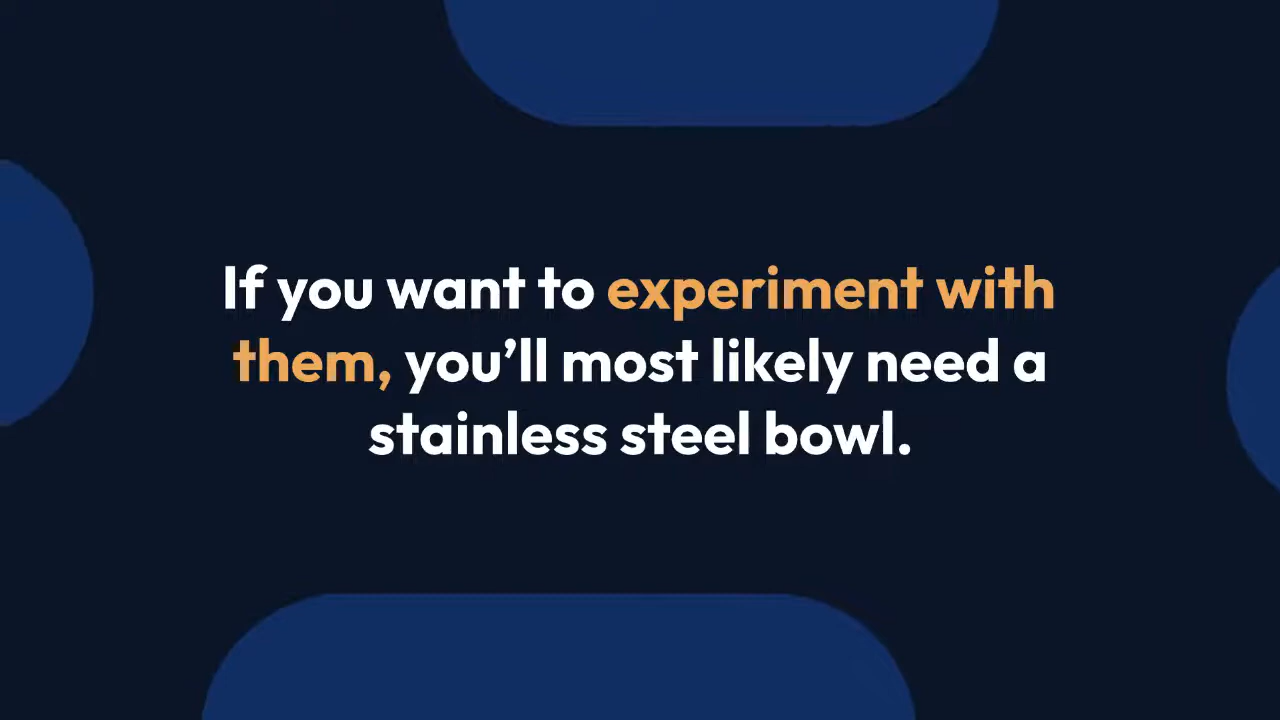 If you want to experiment with
them, you’ll most likely need a
stainless steel bowl.